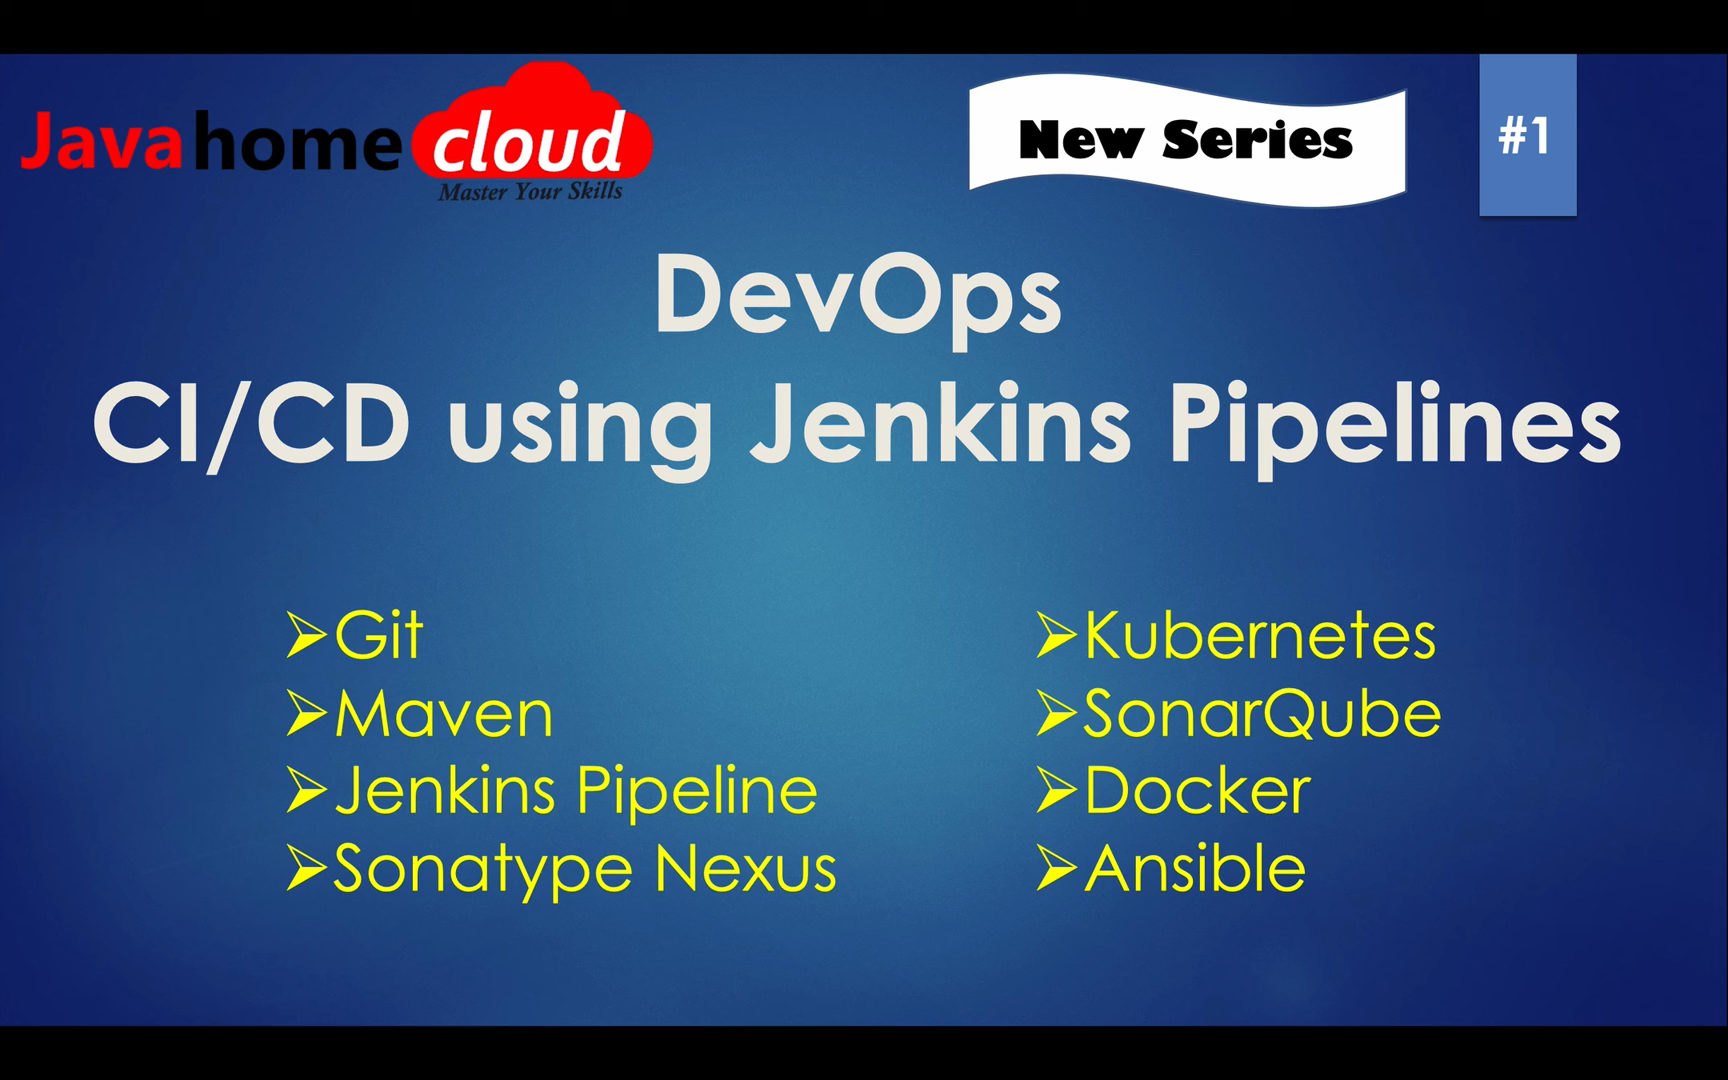 Javahome cloud
Master Your Skills
New Series
#1
DevOps
CI/CD using Jenkins Pipelines
➢Git
➢Maven
➢Jenkins Pipeline
➢Sonatype Nexus
➢Kubernetes
➢SonarQube
➢Docker
➢Ansible